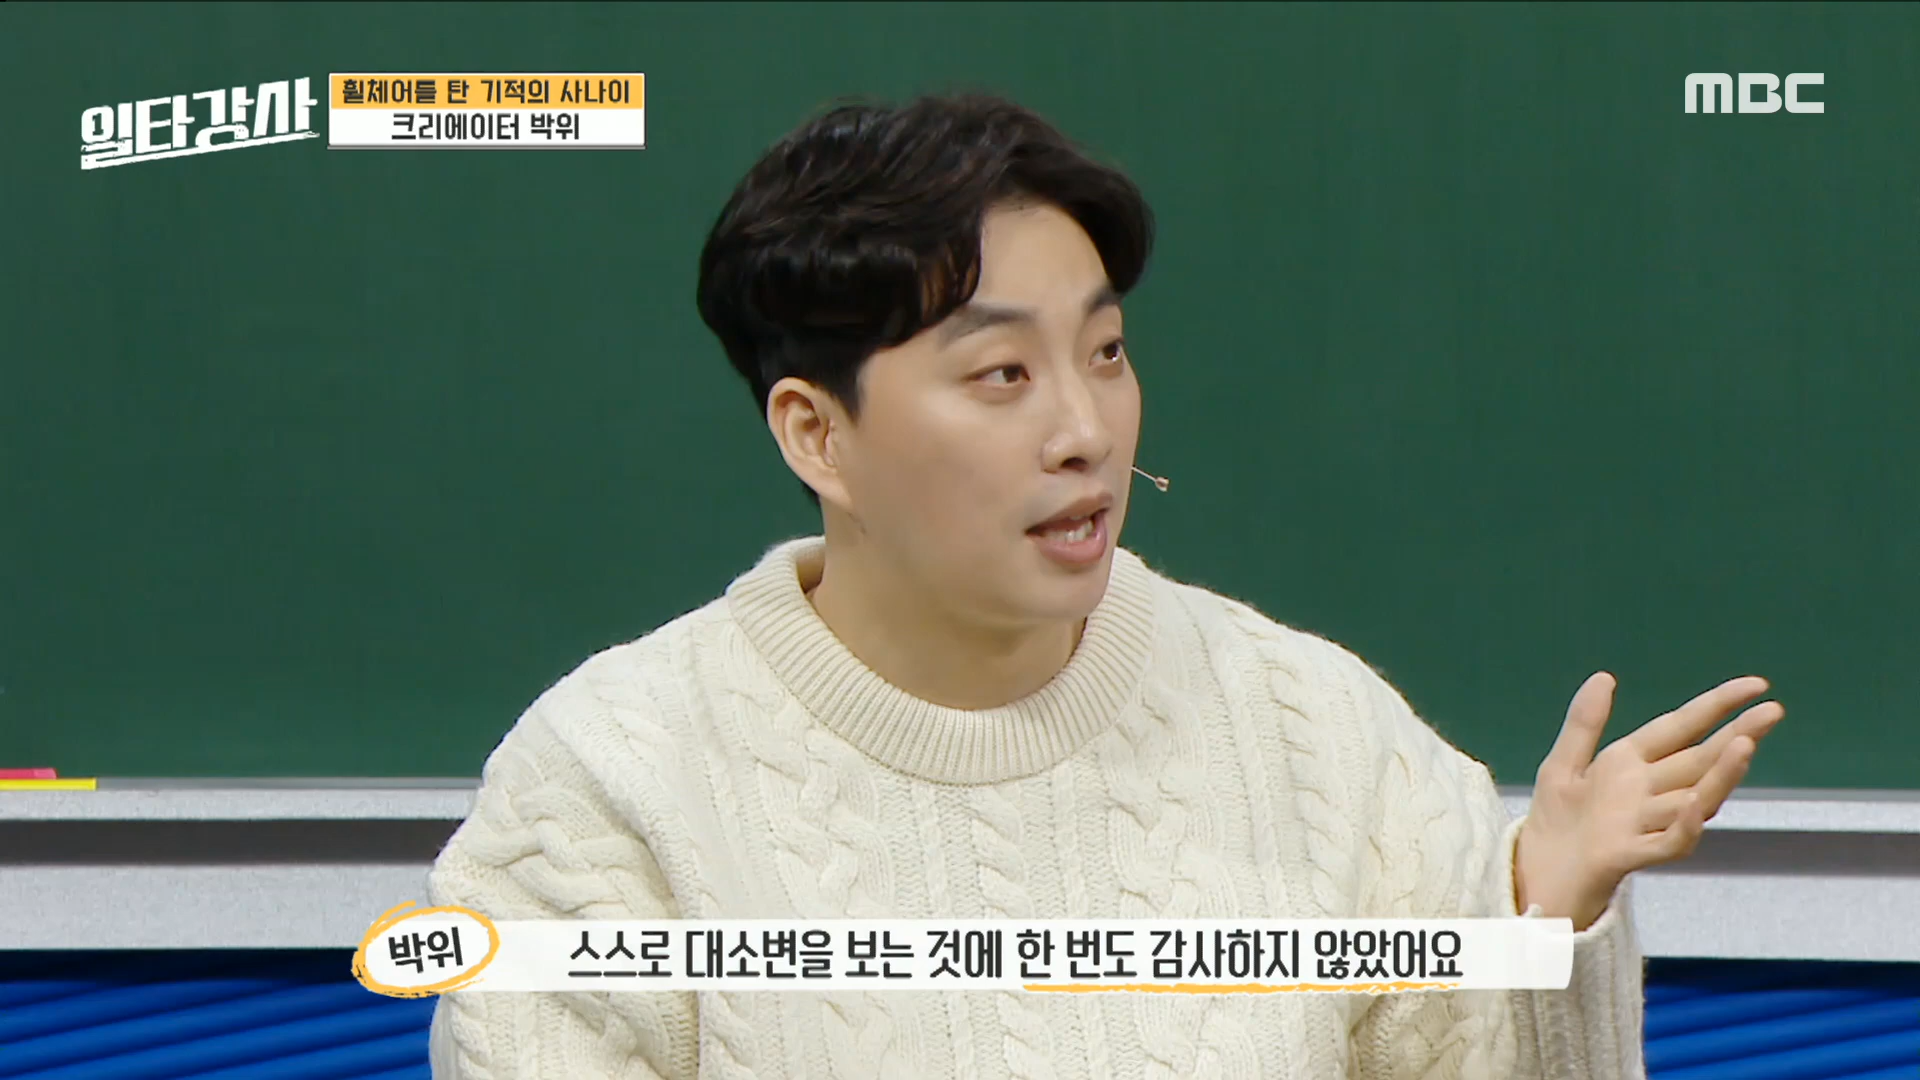 일타강사
휠체어를 탄 기적의 사나이
크리에이터 박위
MBC
박위
스스로 대소변을 보는 것에 한 번도 감사하지 않았어요